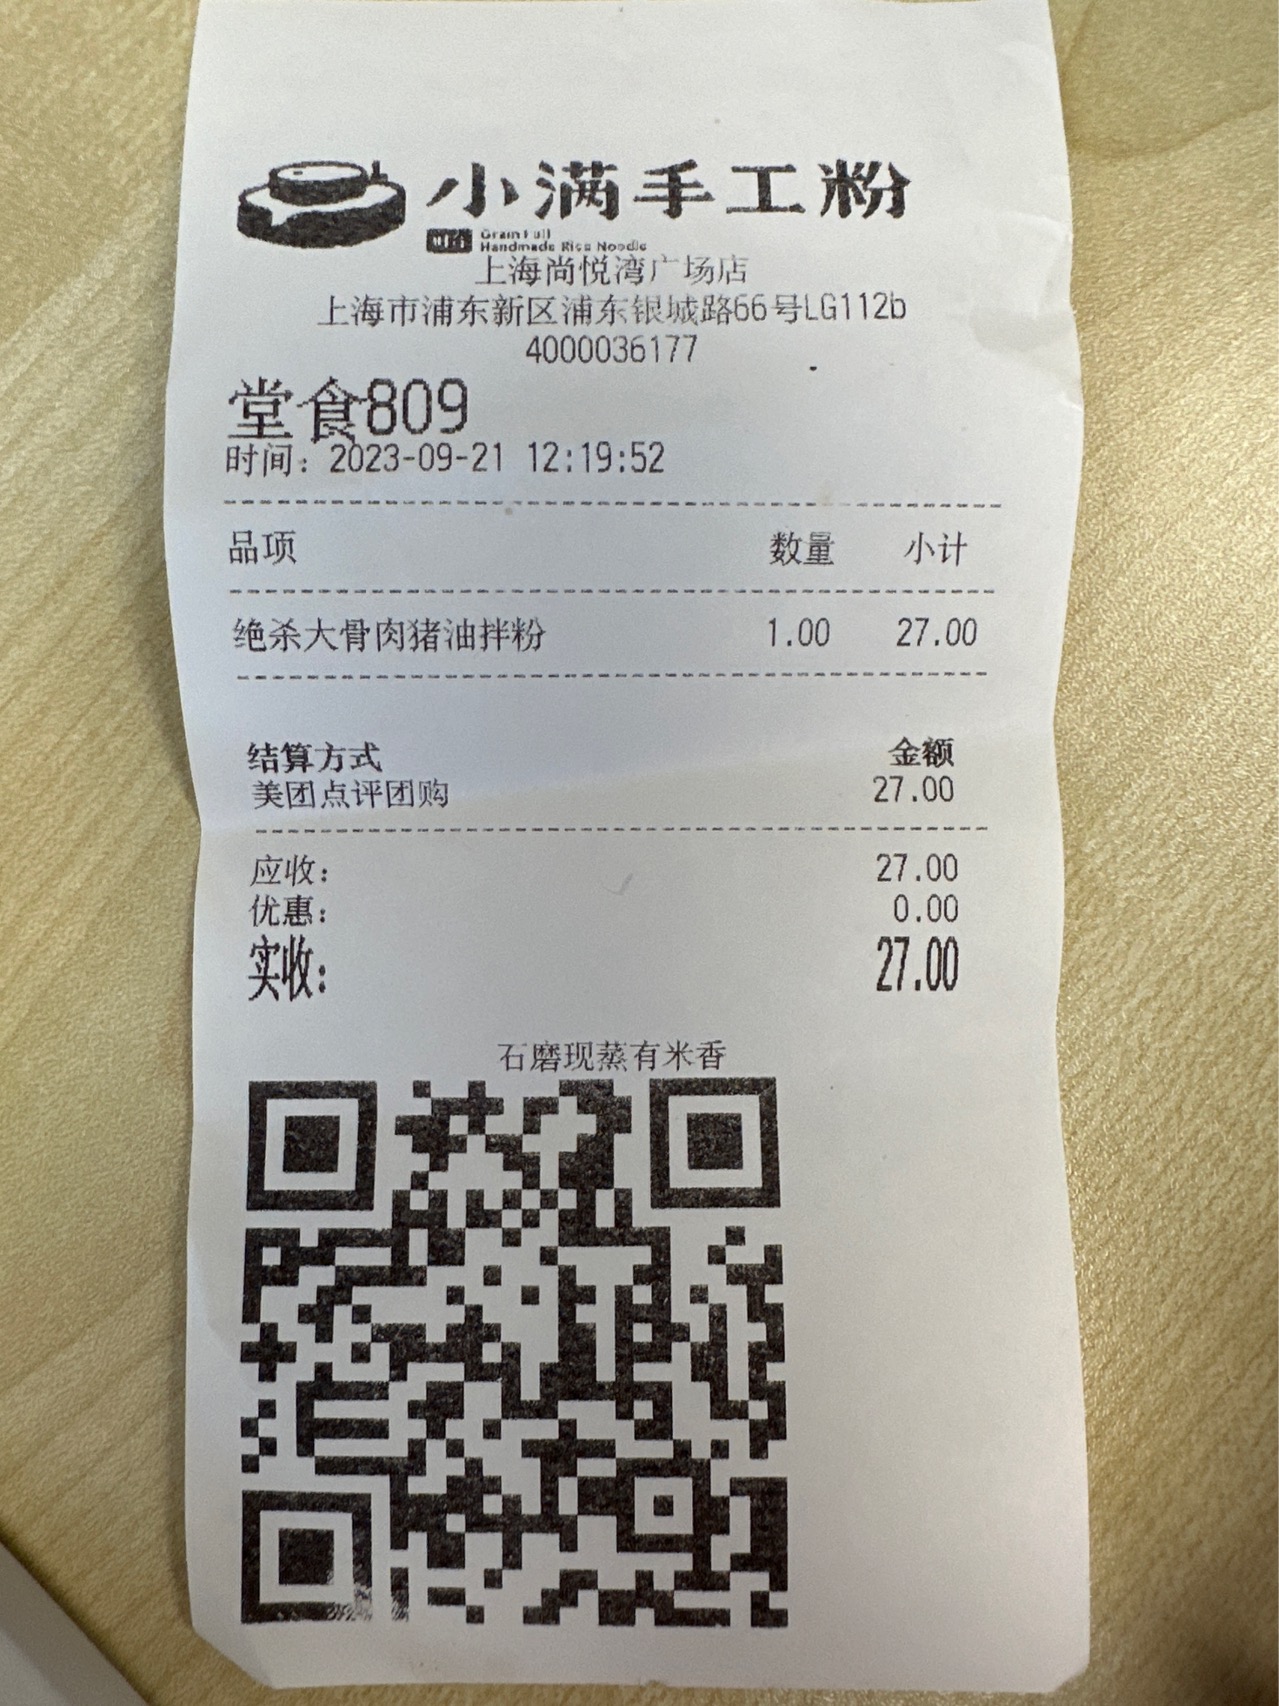 小满手工粉
Grain Full
Handmade Rice Noodle
上海尚悦湾广场店
上海市浦东新区浦东银城路66号LG112b
4000036177
堂食809
时间：2023-09-21 12:19:52
品项 数量 小计
绝杀大骨肉猪油拌粉 1.00 27.00
结算方式 金额
美团点评团购 27.00
应收： 27.00
优惠： 0.00
实收： 27.00
石磨现蒸有米香